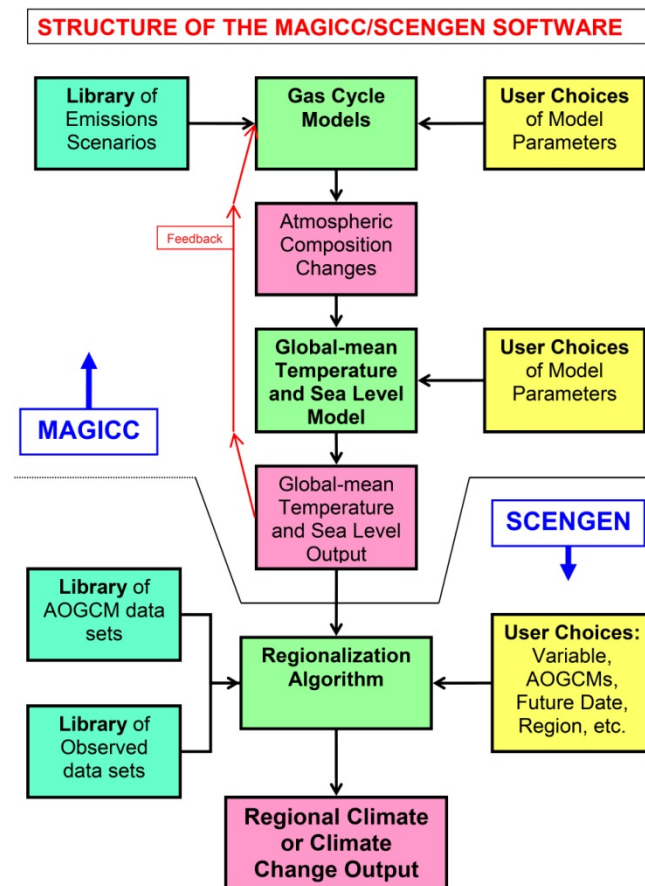 STRUCTURE OF THE MAGICC/SCENGEN SOFTWARE
Library of
Emissions
Scenarios
Gas Cycle
Models
User Choices
of Model
Parameters
Feedback
Atmospheric
Composition
Changes
Global-mean
Temperature
and Sea Level
Model
User Choices
of Model
Parameters
MAGICC
Global-mean
Temperature
and Sea Level
Output
SCENGEN
Library of
AOGCM data
sets
Regionalization
Algorithm
User Choices:
Variable,
AOGCMs,
Future Date,
Region, etc.
Library of
Observed
data sets
Regional Climate
or Climate
Change Output